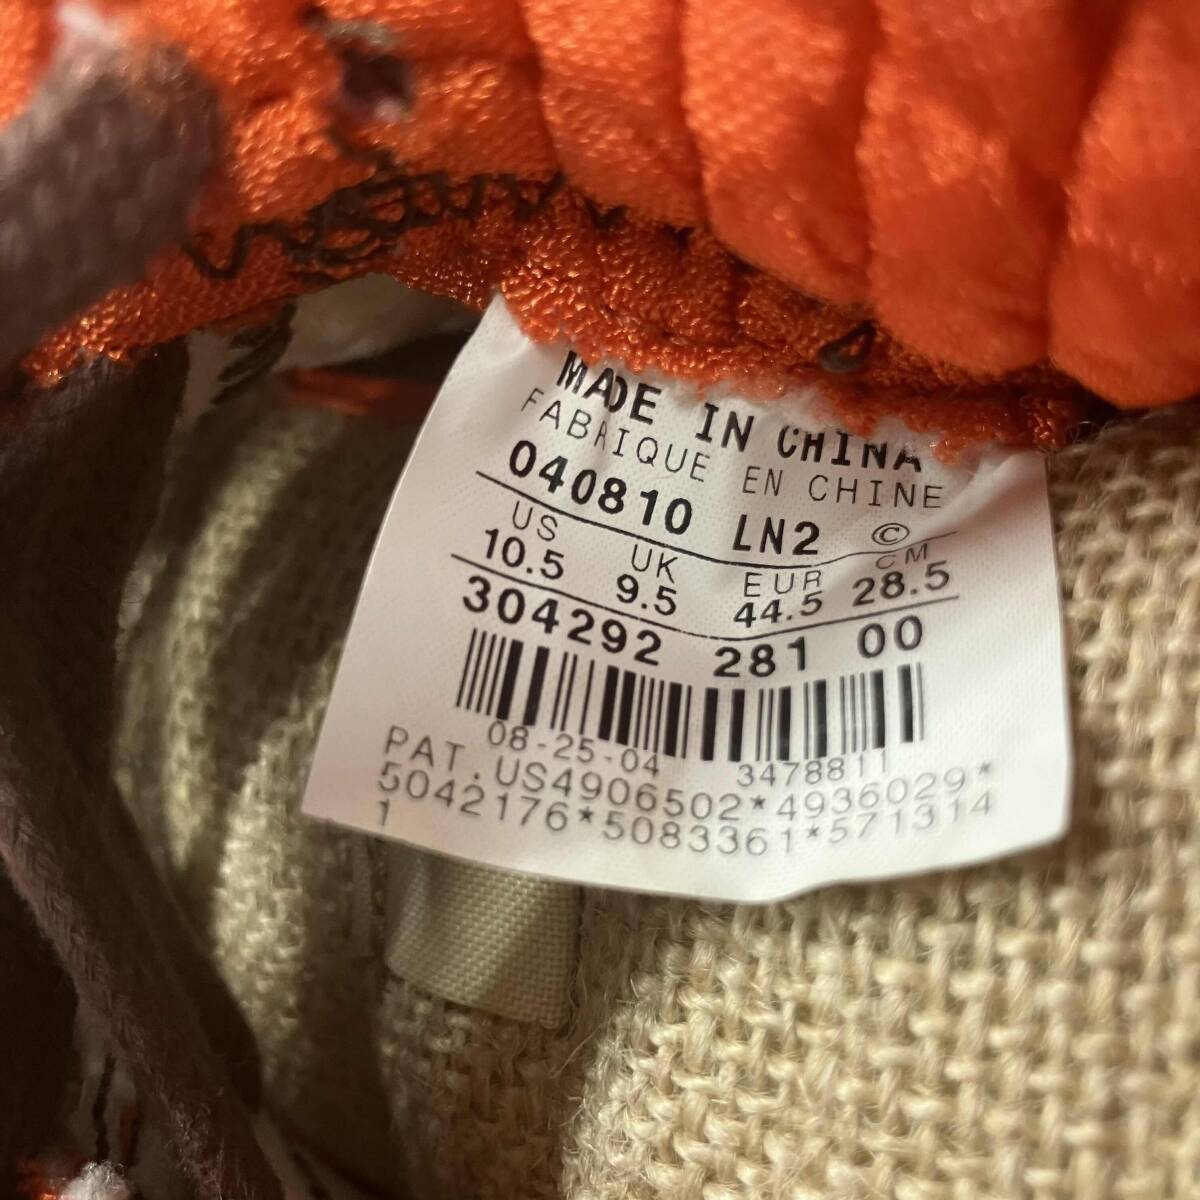 MADE IN CHINA
FABRIQUE EN CHINE
040810 LN2 ©
US UK EUR CM
10.5 9.5 44.5 28.5
304292 281 00
08-25-04 3478811
PAT.US4906502*4936029*
5042176*5083361*571314
1